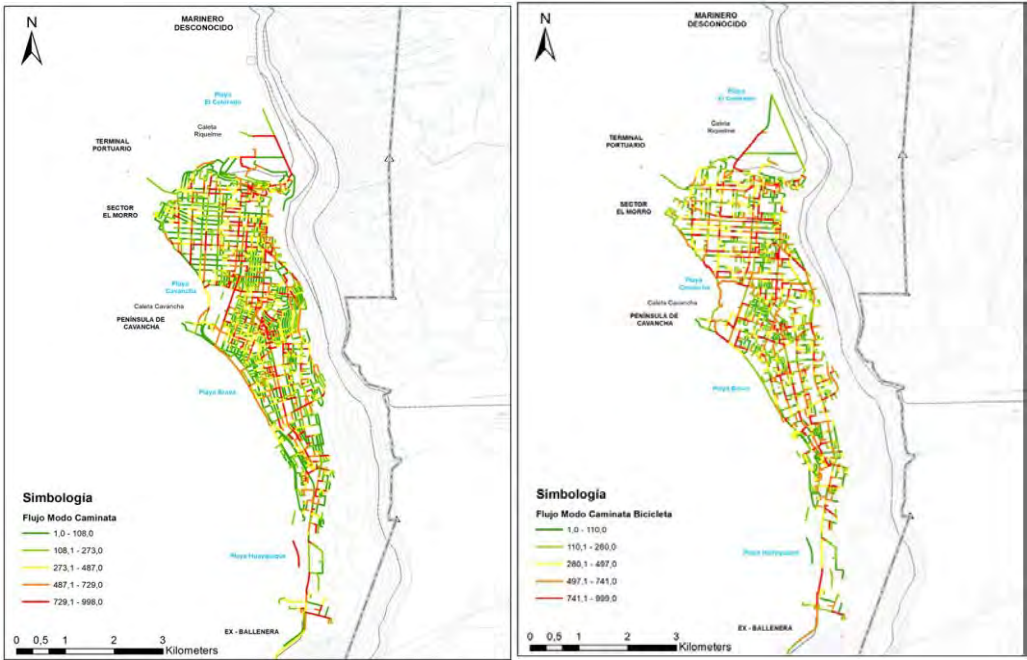 N
MARINERO
DESCONOCIDO
Playa
El Colorado
Caleta
Riquelme
TERMINAL
PORTUARIO
SECTOR
EL MORRO
Playa
Cavancha
Caleta Cavancha
PENÍNSULA DE
CAVANCHA
Playa Brava
Simbología
Flujo Modo Caminata
1,0 - 108,0
108,1 - 273,0
273,1 - 487,0
487,1 - 729,0
729,1 - 998,0
Playa Huayquique
EX - BALLENERA
0 0,5 1 2 3
Kilometers
N
MARINERO
DESCONOCIDO
Playa
El Colorado
Caleta
Riquelme
TERMINAL
PORTUARIO
SECTOR
EL MORRO
Playa
Cavancha
Caleta Cavancha
PENÍNSULA DE
CAVANCHA
Playa Brava
Simbología
Flujo Modo Caminata Bicicleta
1,0 - 110,0
110,1 - 280,0
280,1 - 497,0
497,1 - 741,0
741,1 - 999,0
Playa Huayquique
EX - BALLENERA
0 0,5 1 2 3
Kilometers